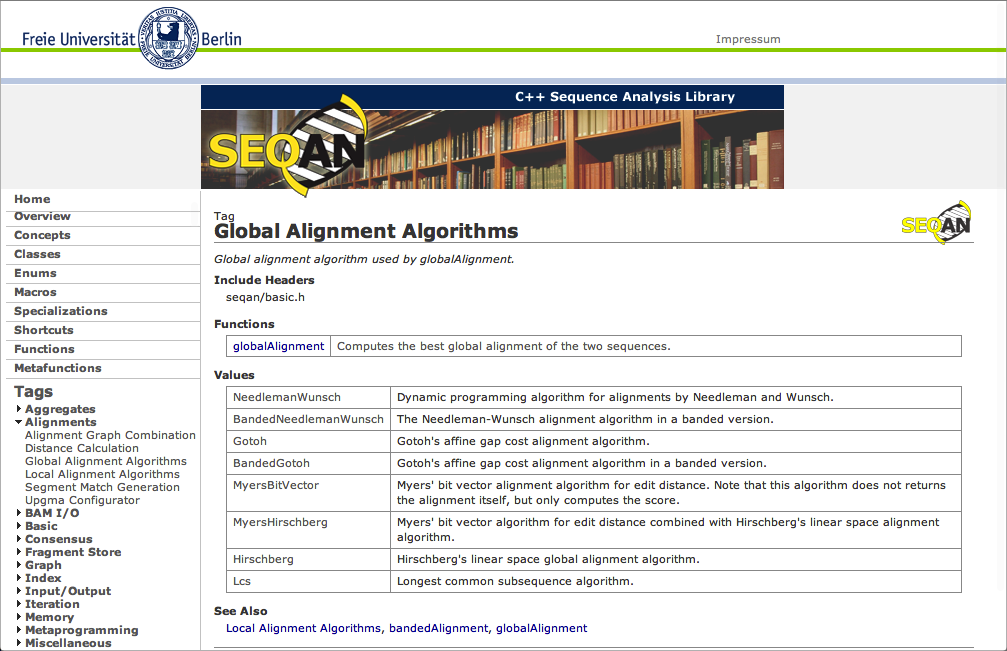 Freie Universität Berlin
Impressum
C++ Sequence Analysis Library
SEQAN
Home
Overview
Concepts
Classes
Enums
Macros
Specializations
Shortcuts
Functions
Metafunctions
Tags
Aggregates
Alignments
Alignment Graph Combination
Distance Calculation
Global Alignment Algorithms
Local Alignment Algorithms
Segment Match Generation
Upgma Configurator
BAM I/O
Basic
Consensus
Fragment Store
Graph
Index
Input/Output
Iteration
Memory
Metaprogramming
Miscellaneous
Tag
Global Alignment Algorithms
SEQAN
Global alignment algorithm used by globalAlignment.
Include Headers
seqan/basic.h
Functions
globalAlignment Computes the best global alignment of the two sequences.
Values
NeedlemanWunsch Dynamic programming algorithm for alignments by Needleman and Wunsch.
BandedNeedlemanWunsch The Needleman-Wunsch alignment algorithm in a banded version.
Gotoh Gotoh's affine gap cost alignment algorithm.
BandedGotoh Gotoh's affine gap cost alignment algorithm in a banded version.
MyersBitVector Myers' bit vector alignment algorithm for edit distance. Note that this algorithm does not returns
the alignment itself, but only computes the score.
MyersHirschberg Myers' bit vector algorithm for edit distance combined with Hirschberg's linear space alignment
algorithm.
Hirschberg Hirschberg's linear space global alignment algorithm.
Lcs Longest common subsequence algorithm.
See Also
Local Alignment Algorithms, bandedAlignment, globalAlignment